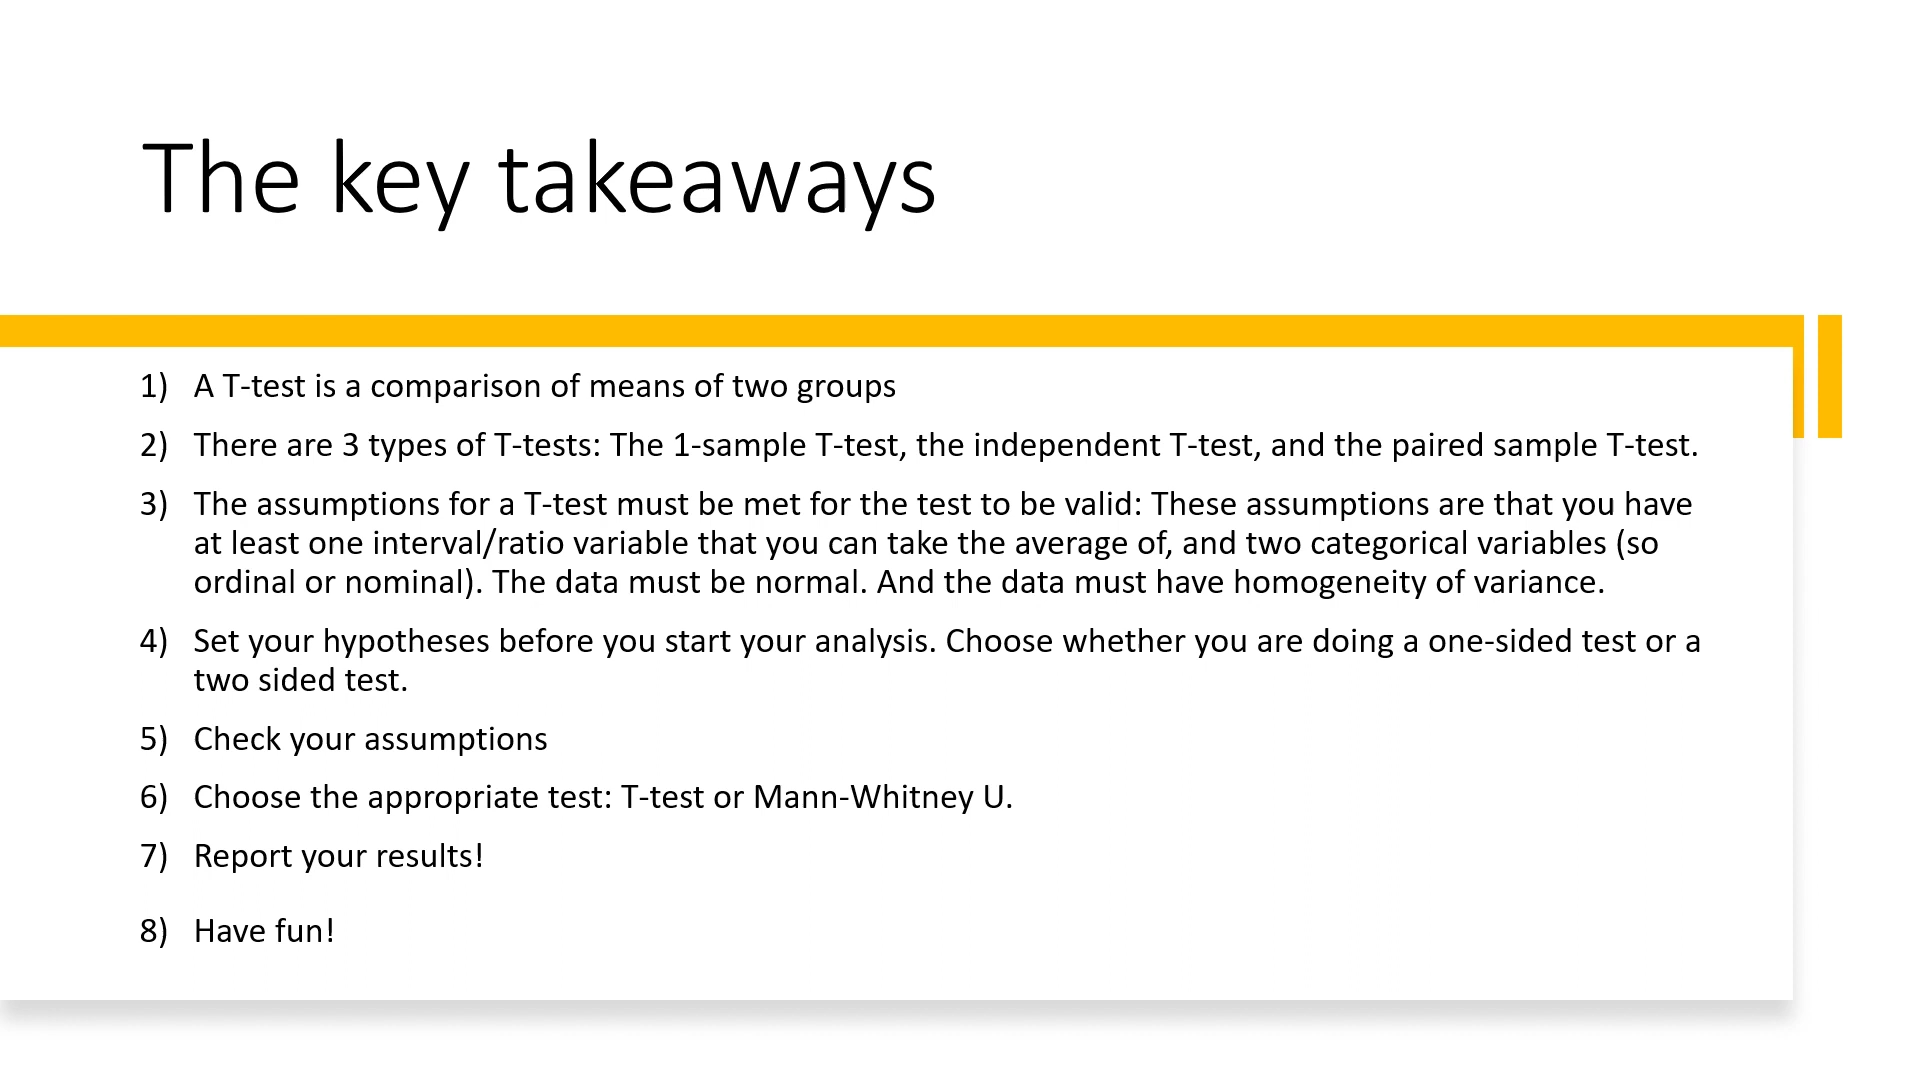 The key takeaways
1) A T-test is a comparison of means of two groups
2) There are 3 types of T-tests: The 1-sample T-test, the independent T-test, and the paired sample T-test.
3) The assumptions for a T-test must be met for the test to be valid: These assumptions are that you have
at least one interval/ratio variable that you can take the average of, and two categorical variables (so
ordinal or nominal). The data must be normal. And the data must have homogeneity of variance.
4) Set your hypotheses before you start your analysis. Choose whether you are doing a one-sided test or a
two sided test.
5) Check your assumptions
6) Choose the appropriate test: T-test or Mann-Whitney U.
7) Report your results!
8) Have fun!